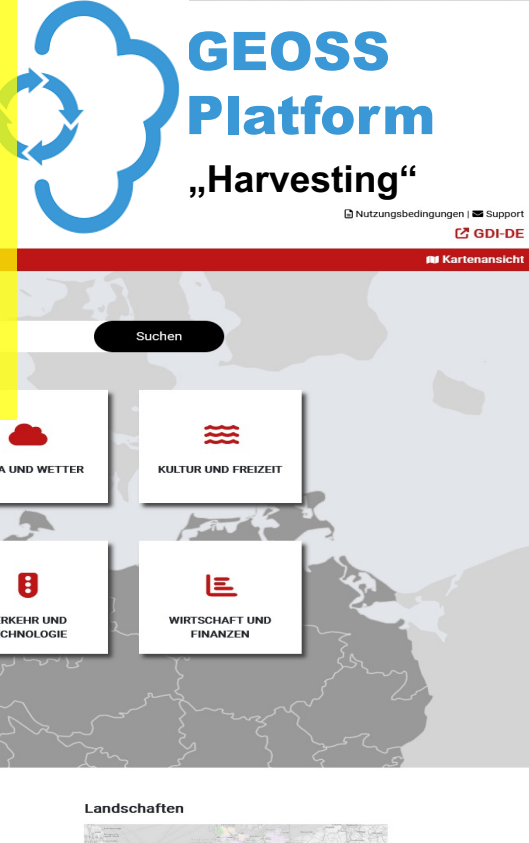 GEOSS
Platform
„Harvesting“
Nutzungsbedingungen | Support
GDI-DE
Kartenansicht
Suchen
A UND WETTER
KULTUR UND FREIZEIT
RKEHR UND
CHNOLOGIE
WIRTSCHAFT UND
FINANZEN
Landschaften